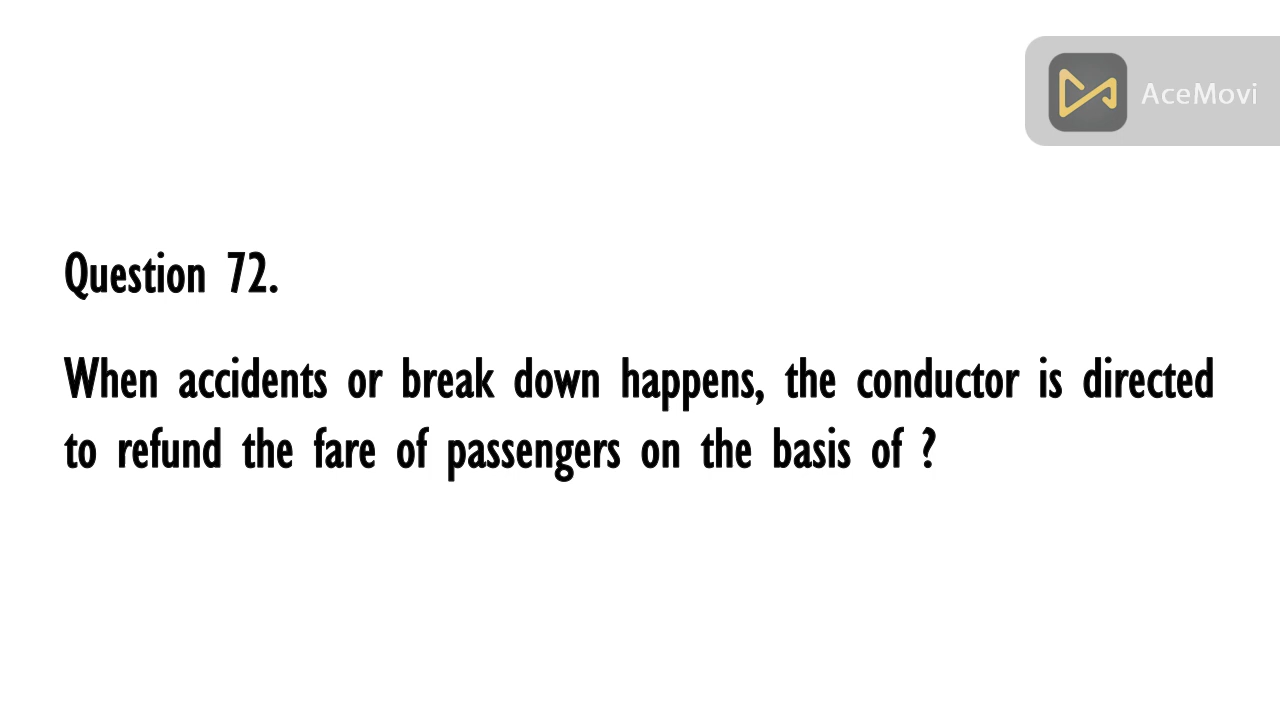 AceMovi
Question 72.
When accidents or break down happens, the conductor is directed
to refund the fare of passengers on the basis of ?